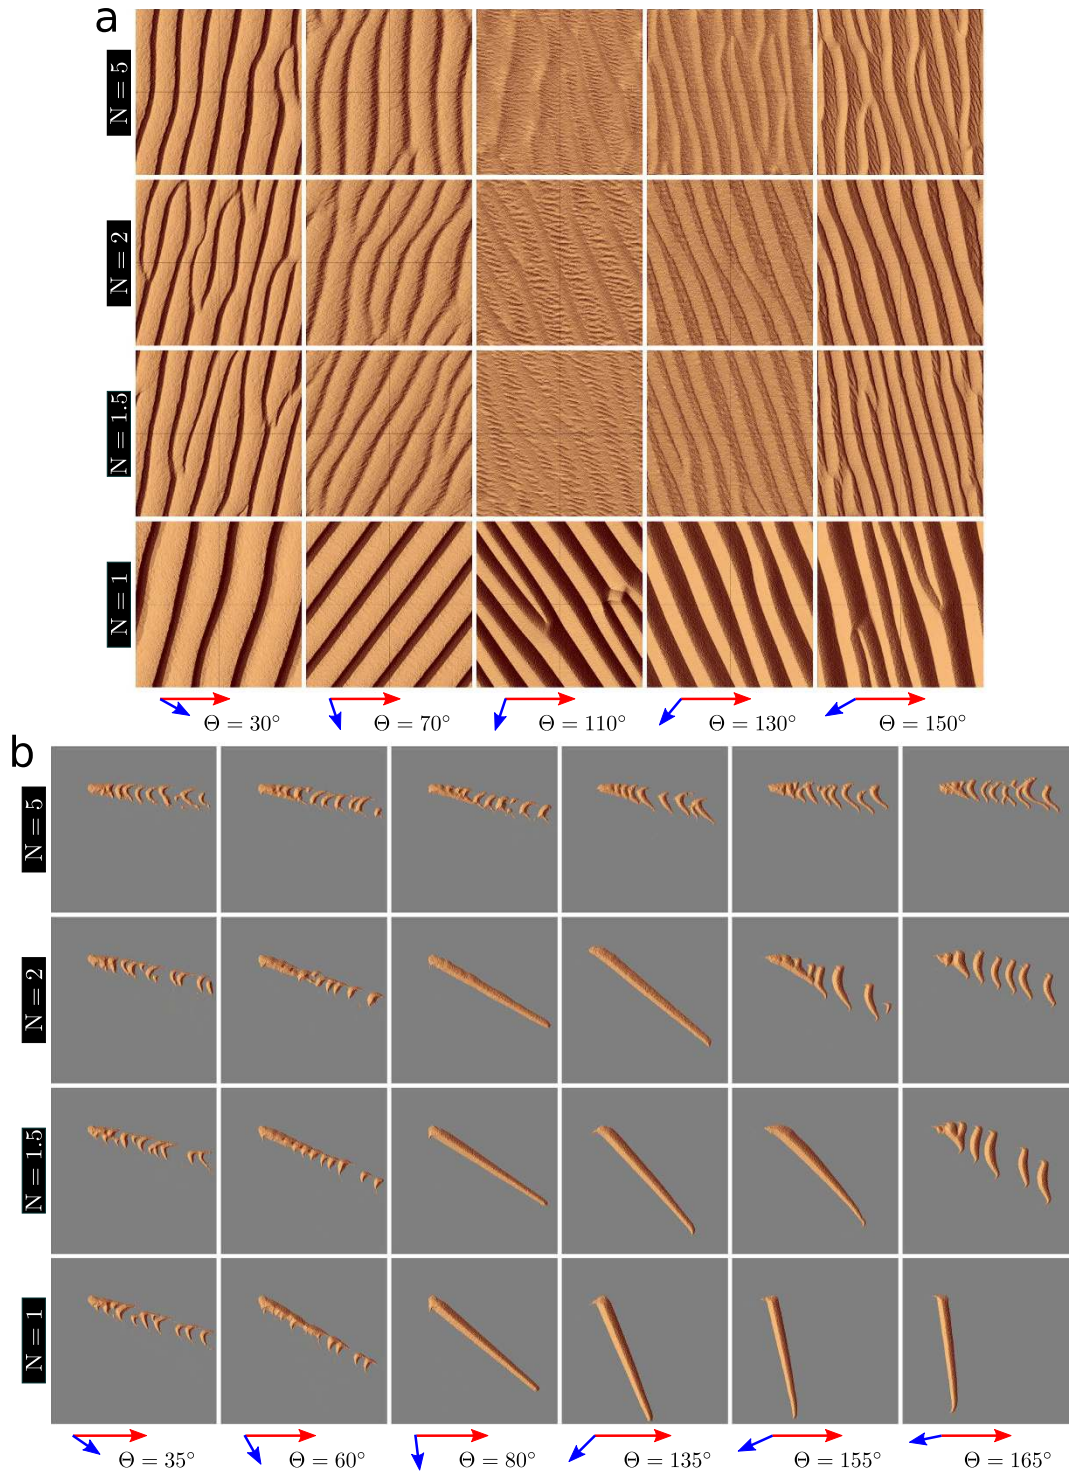 a
N = 5
N = 2
N = 1.5
N = 1
Θ = 30° Θ = 70° Θ = 110° Θ = 130° Θ = 150°
b
N = 5
N = 2
N = 1.5
N = 1
Θ = 35° Θ = 60° Θ = 80° Θ = 135° Θ = 155° Θ = 165°